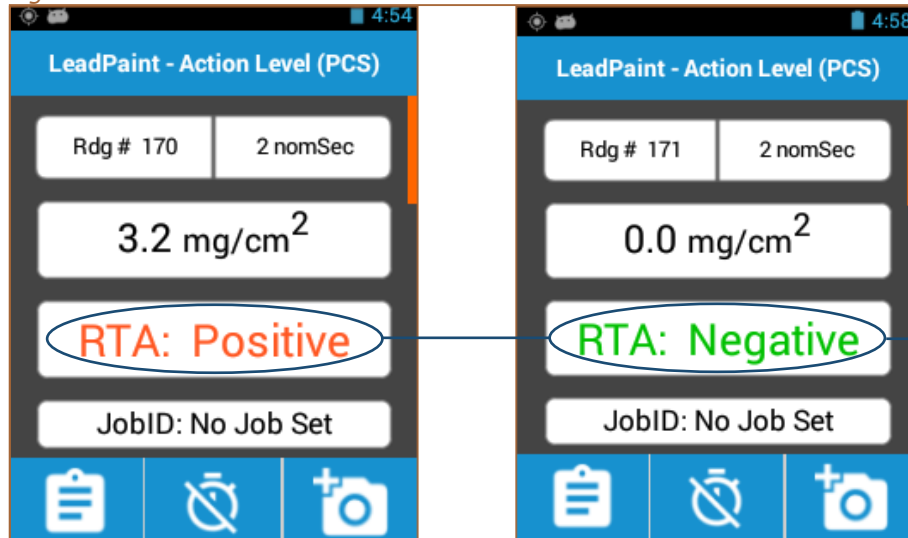 4:54
LeadPaint - Action Level (PCS)
Rdg # 170 2 nomSec
3.2 mg/cm2
RTA: Positive
JobID: No Job Set
4:58
LeadPaint - Action Level (PCS)
Rdg # 171 2 nomSec
0.0 mg/cm2
RTA: Negative
JobID: No Job Set